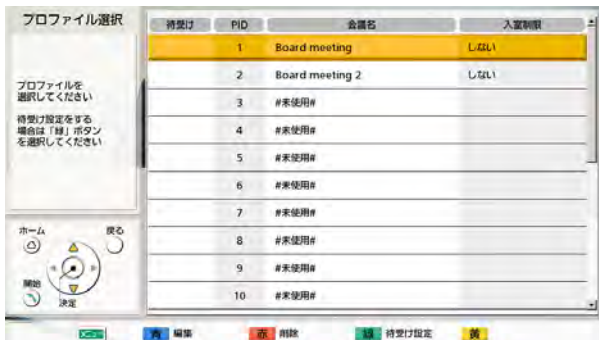 プロファイル選択
プロファイルを
選択してください
待受け設定をする
場合は「緑」ボタン
を選択してください
待受け PID 会議名 入室制限
1 Board meeting しない
2 Board meeting 2 しない
3 #未使用#
4 #未使用#
5 #未使用#
6 #未使用#
7 #未使用#
8 #未使用#
9 #未使用#
10 #未使用#
ホーム 戻る
開始 決定
メニュー 青 編集 赤 削除 緑 待受け設定 黄